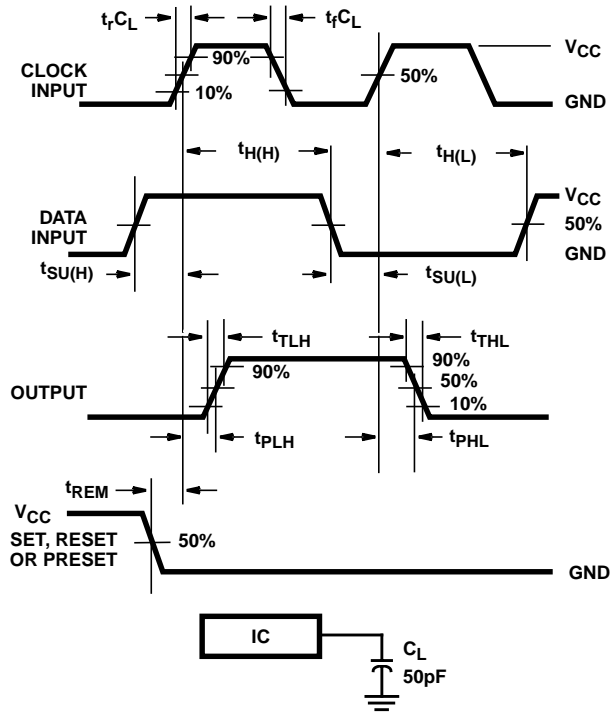 trCL
tfCL
CLOCK
INPUT
90%
10%
50%
VCC
GND
tH(H)
tH(L)
DATA
INPUT
VCC
50%
GND
tSU(H)
tSU(L)
tTLH
tTHL
OUTPUT
90%
90%
50%
10%
tPLH
tPHL
tREM
VCC
SET, RESET
OR PRESET
50%
GND
IC
CL
50pF